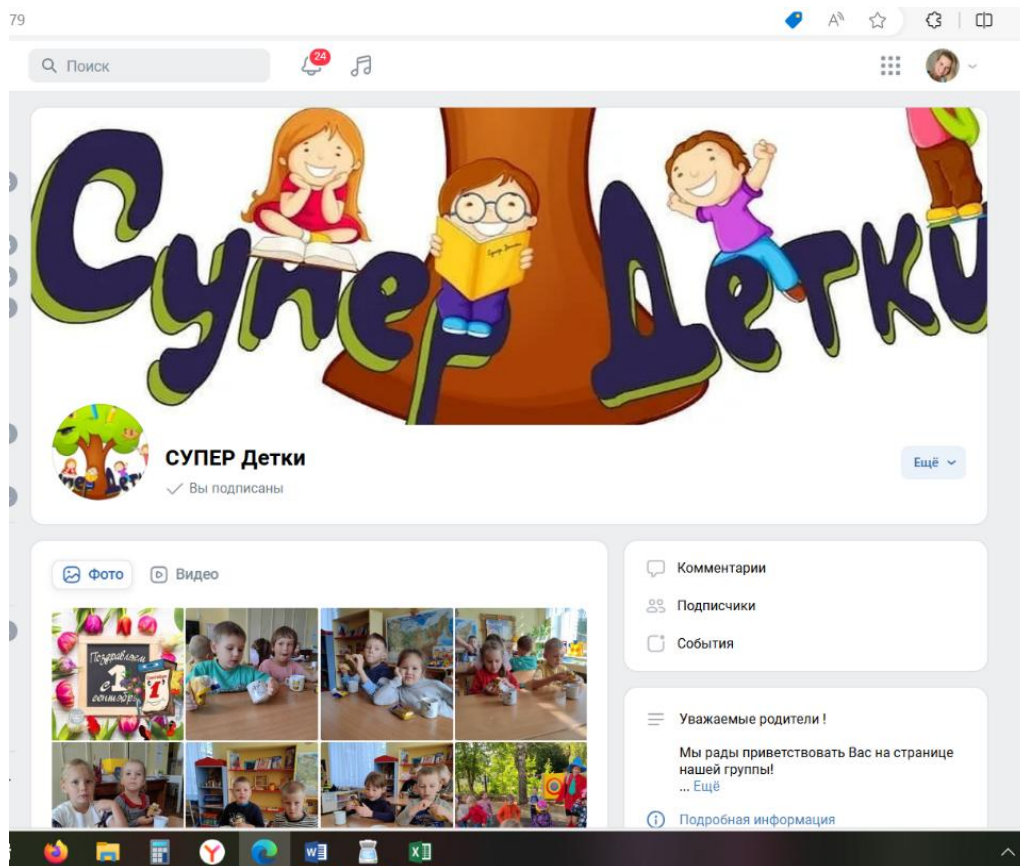 79
Поиск
24
Супер Детки
СУПЕР Детки
Вы подписаны
Ещё
Фото
Видео
Комментарии
Подписчики
События
Поздравляем
с 1
сентября
1
Уважаемые родители !
Мы рады приветствовать Вас на странице
нашей группы!
... Ещё
Подробная информация